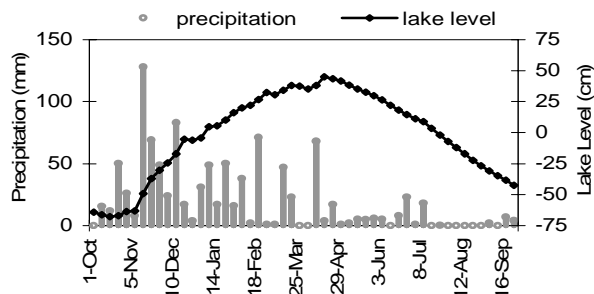 precipitation lake level
150 75
50
100 25
0
50 -25
-50
0 -75
Precipitation (mm)
Lake Level (cm)
1-Oct
5-Nov
10-Dec
14-Jan
18-Feb
25-Mar
29-Apr
3-Jun
8-Jul
12-Aug
16-Sep